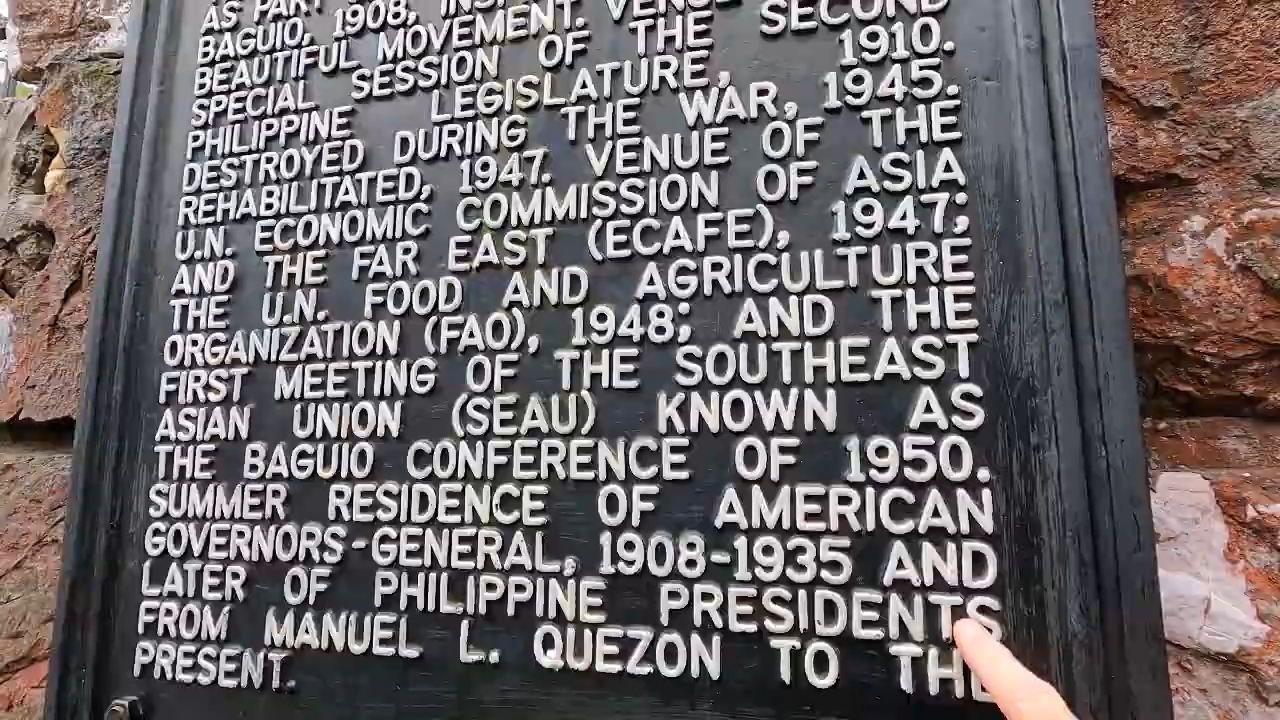 AS PART
BAGUIO, 1908,
BEAUTIFUL MOVEMENT. VENUE
SPECIAL SESSION OF THE SECOND
PHILIPPINE LEGISLATURE, 1910.
DESTROYED DURING THE WAR, 1945.
REHABILITATED, 1947. VENUE OF THE
U.N. ECONOMIC COMMISSION OF ASIA
AND THE FAR EAST (ECAFE), 1947;
THE U.N. FOOD AND AGRICULTURE
ORGANIZATION (FAO), 1948; AND THE
FIRST MEETING OF THE SOUTHEAST
ASIAN UNION (SEAU) KNOWN AS
THE BAGUIO CONFERENCE OF 1950.
SUMMER RESIDENCE OF AMERICAN
GOVERNORS-GENERAL, 1908-1935 AND
LATER OF PHILIPPINE PRESIDENTS
FROM MANUEL L. QUEZON TO THE
PRESENT.